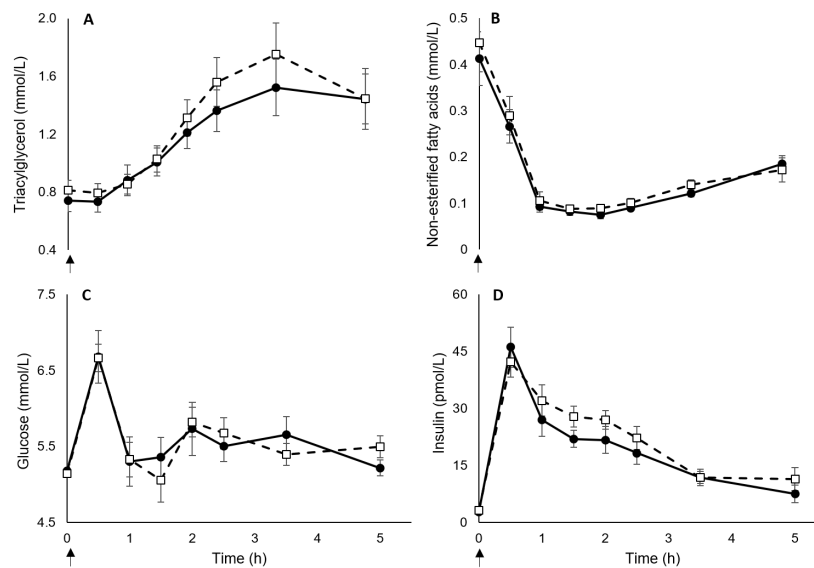 A
Triacylglycerol (mmol/L)
2.0
1.6
1.2
0.8
0.4
B
Non-esterified fatty acids (mmol/L)
0.5
0.4
0.3
0.2
0.1
0
C
Glucose (mmol/L)
7.5
6.5
5.5
4.5
0 1 2 3 4 5
Time (h)
D
Insulin (pmol/L)
60
45
30
15
0
0 1 2 3 4 5
Time (h)